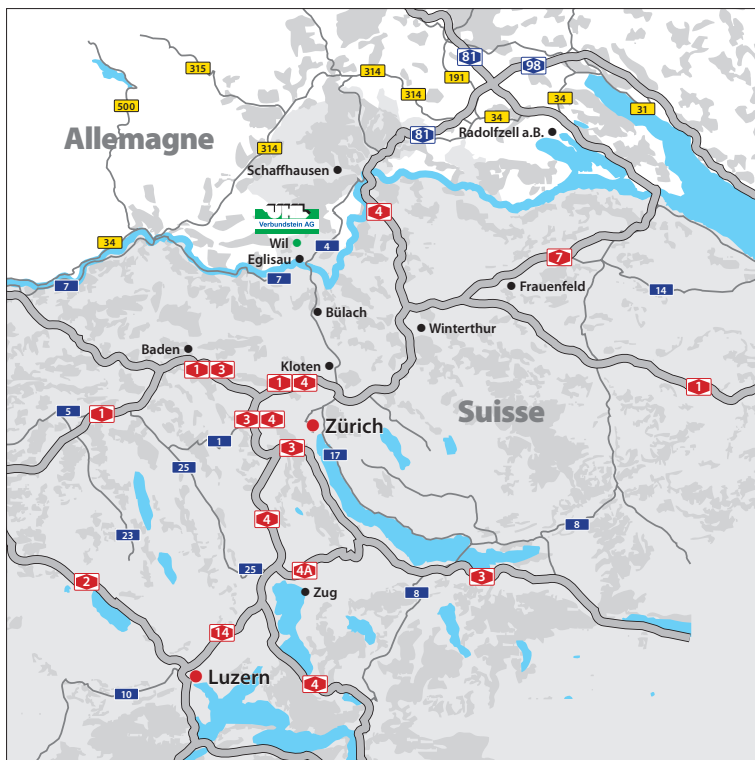 81
98
315
314
191
500
314
34
31
34
Allemagne
314
81
Radolfzell a.B.
Schaffhausen
4
Verbundstein AG
34
Wil
4
Eglisau
7
7
7
Frauenfeld
14
Bülach
Winterthur
Baden
Kloten
1 3
1 4
1
5
1
Suisse
3 4
Zürich
1
3
17
25
4
8
23
25
4A
2
3
Zug
8
14
Luzern
4
10